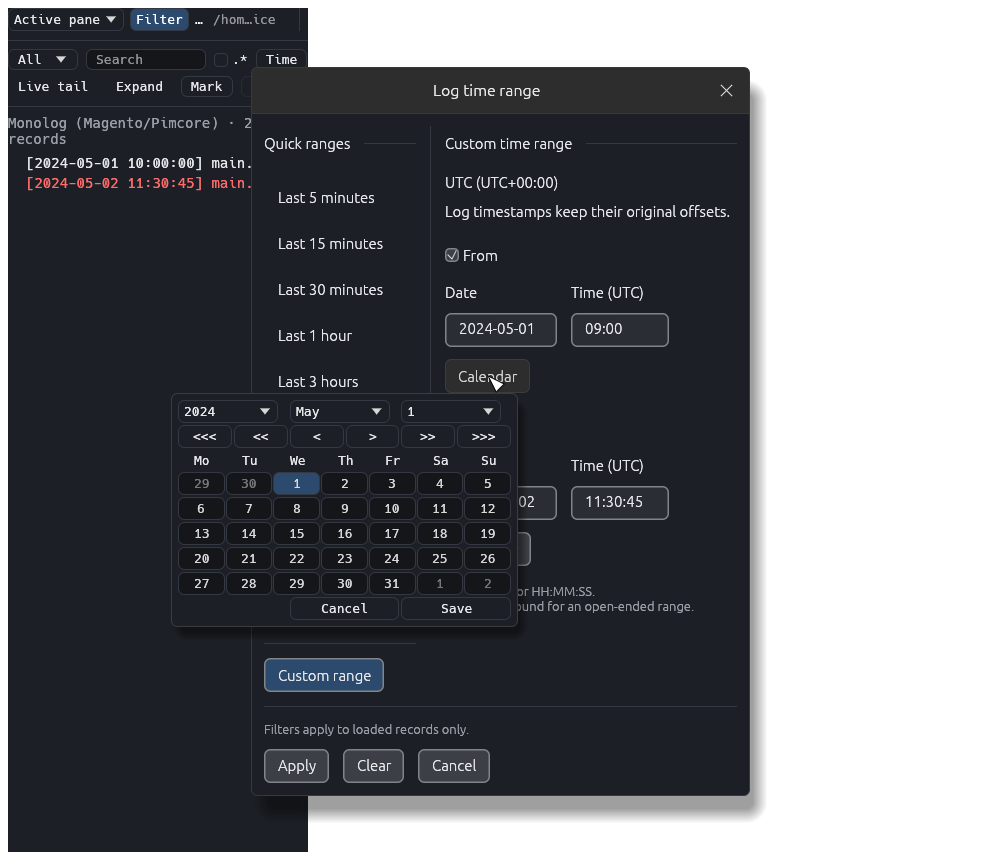 Active pane
Filter … /hom…ice
All Search .* Time
Live tail Expand Mark
Monolog (Magento/Pimcore) · 2
records
[2024-05-01 10:00:00] main.
[2024-05-02 11:30:45] main.
Log time range
Quick ranges
Last 5 minutes
Last 15 minutes
Last 30 minutes
Last 1 hour
Last 3 hours
Custom time range
UTC (UTC+00:00)
Log timestamps keep their original offsets.
From
Date Time (UTC)
2024-05-01 09:00
Calendar
Time (UTC)
02 11:30:45
or HH:MM:SS.
ound for an open-ended range.
2024 May 1
<<< << < > >> >>>
Mo Tu We Th Fr Sa Su
29 30 1 2 3 4 5
6 7 8 9 10 11 12
13 14 15 16 17 18 19
20 21 22 23 24 25 26
27 28 29 30 31 1 2
Cancel Save
Custom range
Filters apply to loaded records only.
Apply Clear Cancel